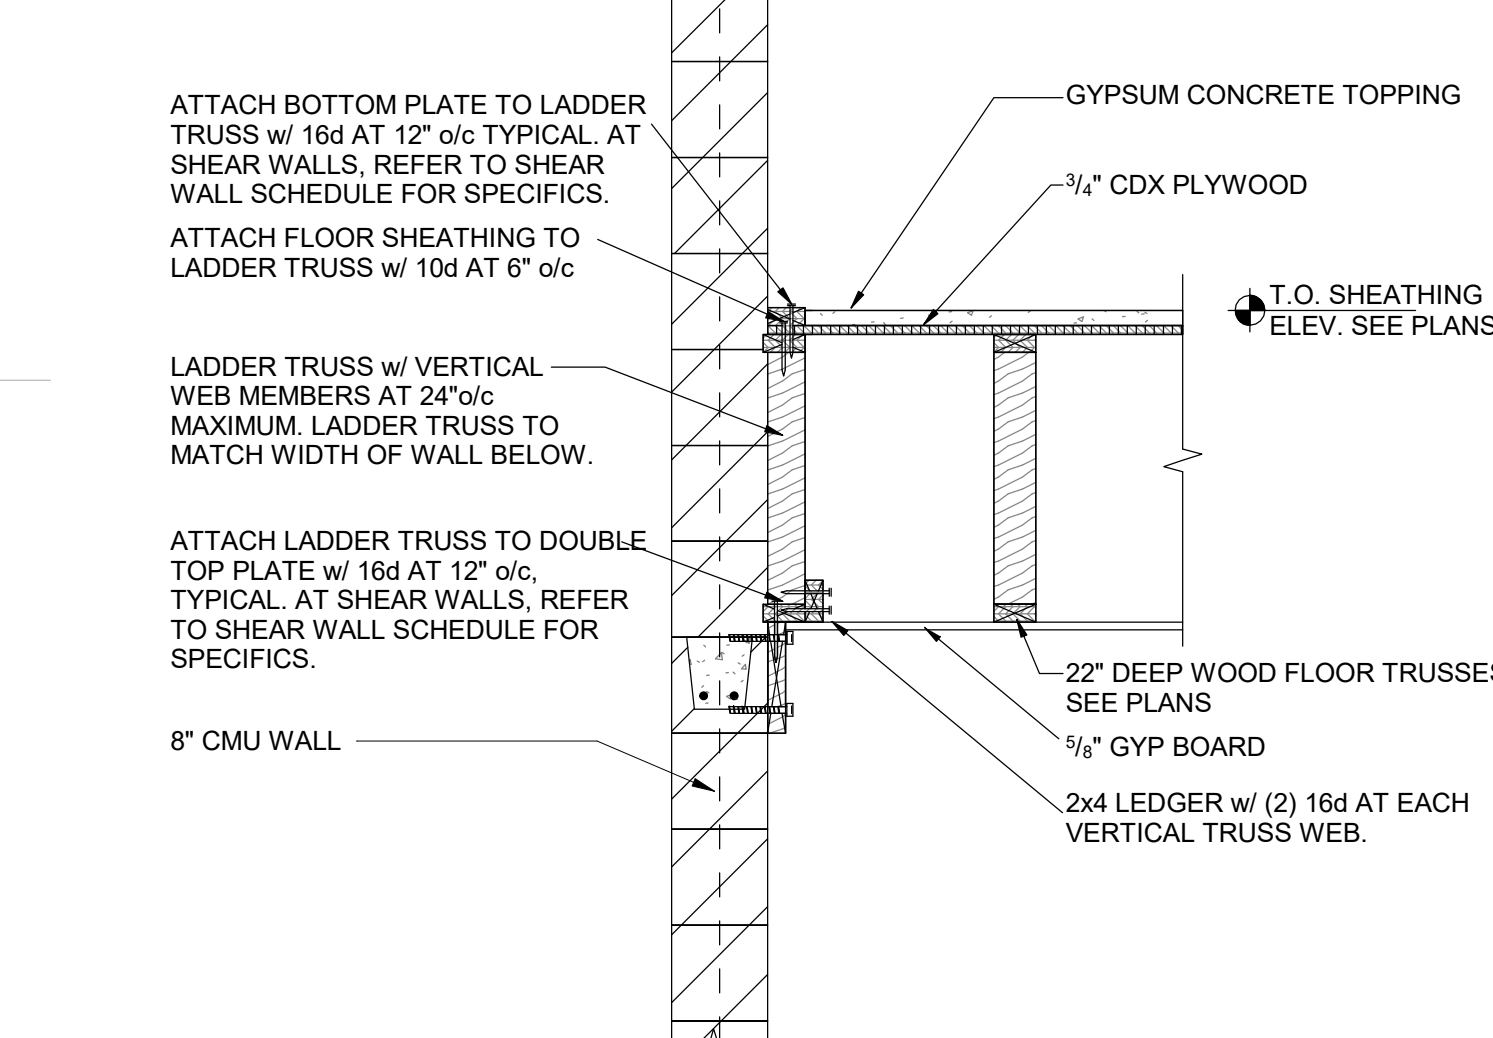 ATTACH BOTTOM PLATE TO LADDER
TRUSS w/ 16d AT 12" o/c TYPICAL. AT
SHEAR WALLS, REFER TO SHEAR
WALL SCHEDULE FOR SPECIFICS.
ATTACH FLOOR SHEATHING TO
LADDER TRUSS w/ 10d AT 6" o/c
LADDER TRUSS w/ VERTICAL
WEB MEMBERS AT 24"o/c
MAXIMUM. LADDER TRUSS TO
MATCH WIDTH OF WALL BELOW.
ATTACH LADDER TRUSS TO DOUBLE
TOP PLATE w/ 16d AT 12" o/c,
TYPICAL. AT SHEAR WALLS, REFER
TO SHEAR WALL SCHEDULE FOR
SPECIFICS.
8" CMU WALL
GYPSUM CONCRETE TOPPING
3/4" CDX PLYWOOD
T.O. SHEATHING
ELEV. SEE PLANS
22" DEEP WOOD FLOOR TRUSSES
SEE PLANS
5/8" GYP BOARD
2x4 LEDGER w/ (2) 16d AT EACH
VERTICAL TRUSS WEB.